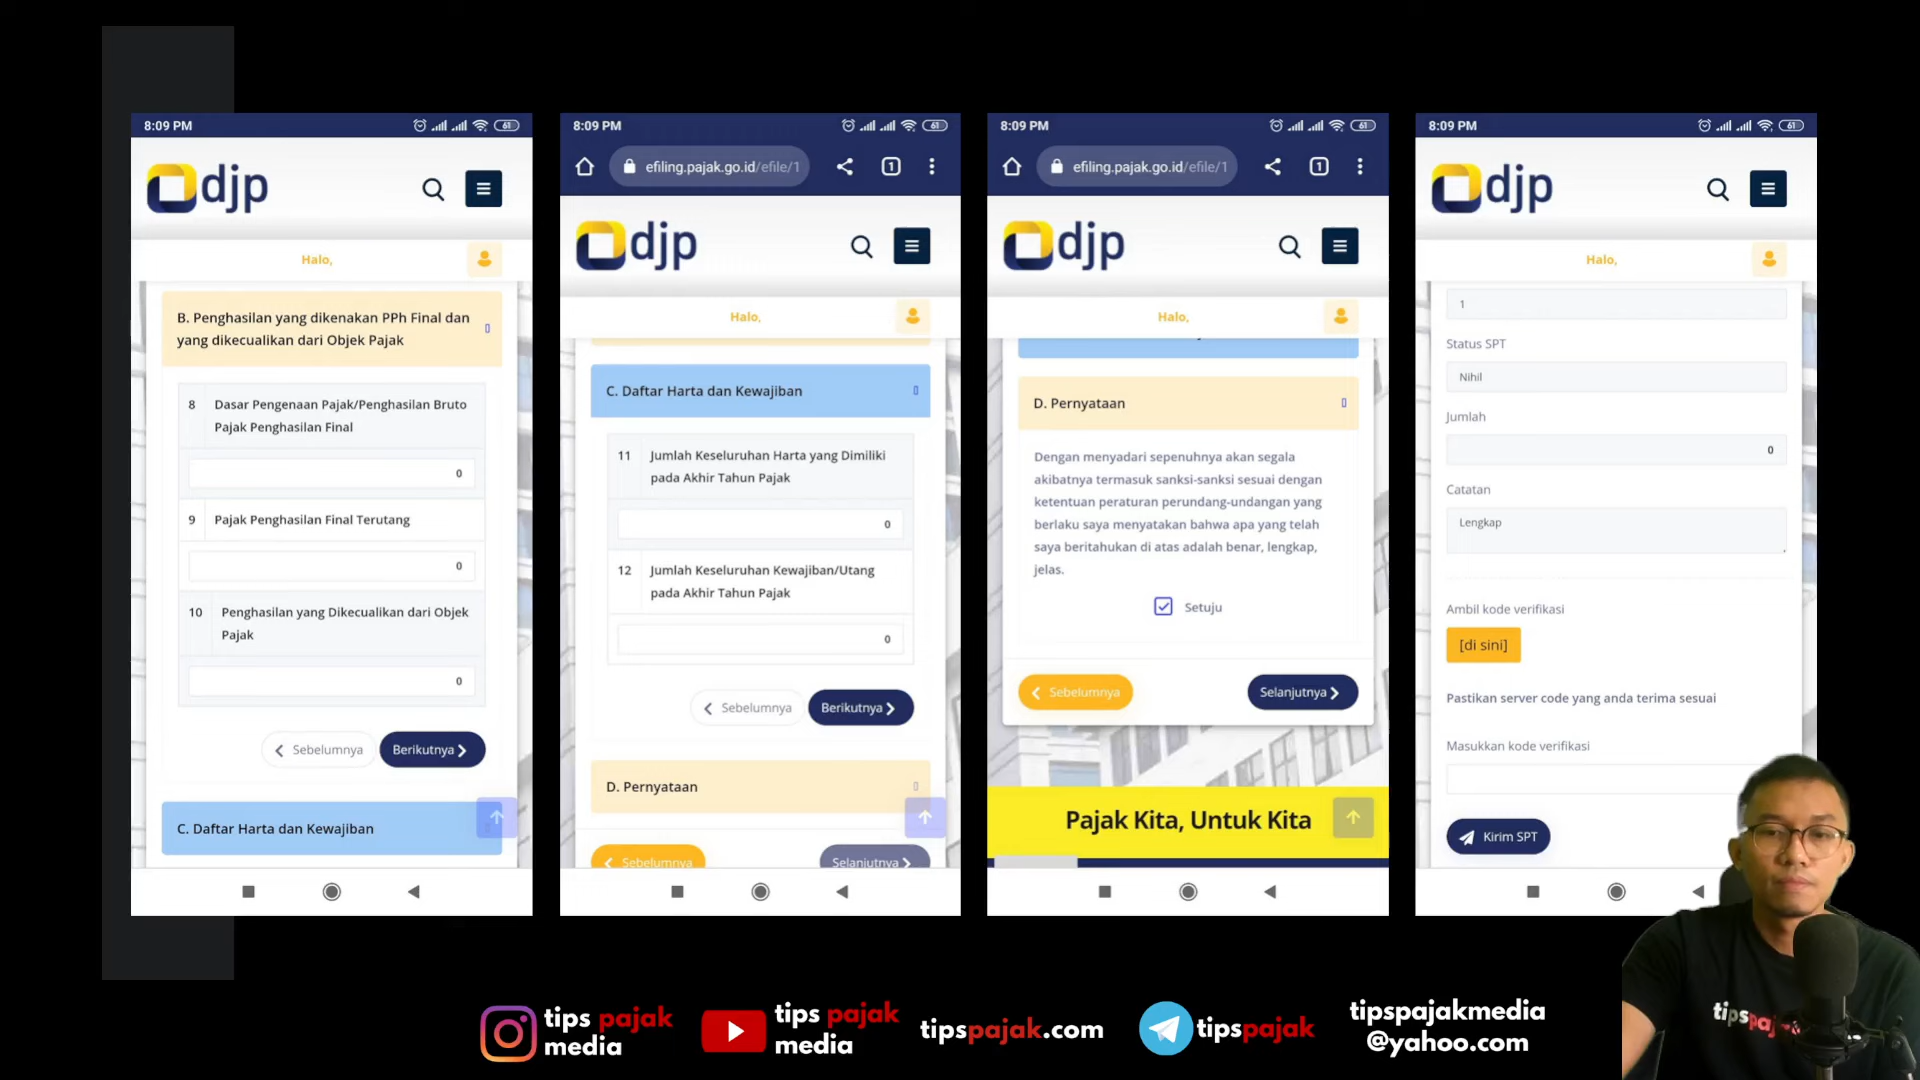 8:09 PM
61
djp
Halo,
B. Penghasilan yang dikenakan PPh Final dan
yang dikecualikan dari Objek Pajak
8 Dasar Pengenaan Pajak/Penghasilan Bruto
Pajak Penghasilan Final
0
9 Pajak Penghasilan Final Terutang
0
10 Penghasilan yang Dikecualikan dari Objek
Pajak
0
Sebelumnya Berikutnya
C. Daftar Harta dan Kewajiban
8:09 PM
61
efiling.pajak.go.id/efile/1
1
djp
Halo,
C. Daftar Harta dan Kewajiban
11 Jumlah Keseluruhan Harta yang Dimiliki
pada Akhir Tahun Pajak
0
12 Jumlah Keseluruhan Kewajiban/Utang
pada Akhir Tahun Pajak
0
Sebelumnya Berikutnya
D. Pernyataan
Sebelumnya Selanjutnya
8:09 PM
61
efiling.pajak.go.id/efile/1
1
djp
Halo,
D. Pernyataan
Dengan menyadari sepenuhnya akan segala
akibatnya termasuk sanksi-sanksi sesuai dengan
ketentuan peraturan perundang-undangan yang
berlaku saya menyatakan bahwa apa yang telah
saya beritahukan di atas adalah benar, lengkap,
jelas.
Setuju
Sebelumnya Selanjutnya
Pajak Kita, Untuk Kita
8:09 PM
61
djp
Halo,
1
Status SPT
Nihil
Jumlah
0
Catatan
Lengkap
Ambil kode verifikasi
[di sini]
Pastikan server code yang anda terima sesuai
Masukkan kode verifikasi
Kirim SPT
tips pajak
media
tips pajak
media
tipspajak.com
tipspajak
tipspajakmedia
@yahoo.com